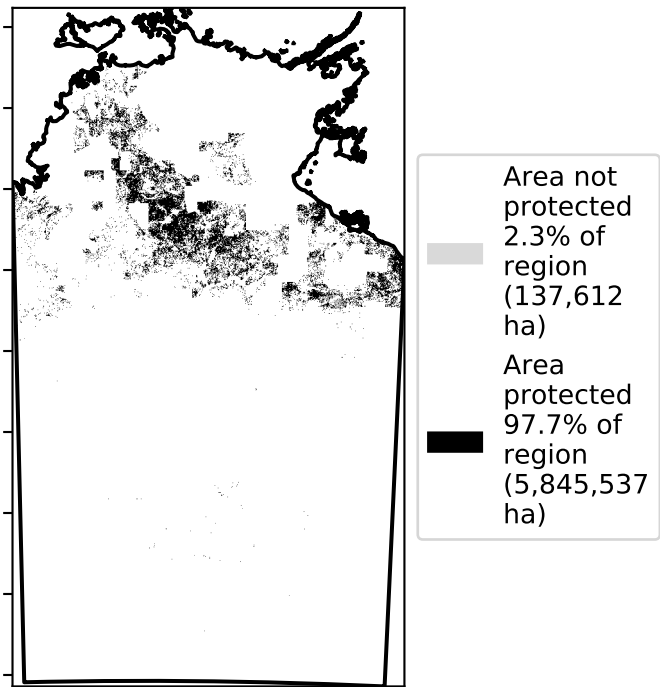 Area not
protected
2.3% of
region
(137,612
ha)
Area
protected
97.7% of
region
(5,845,537
ha)